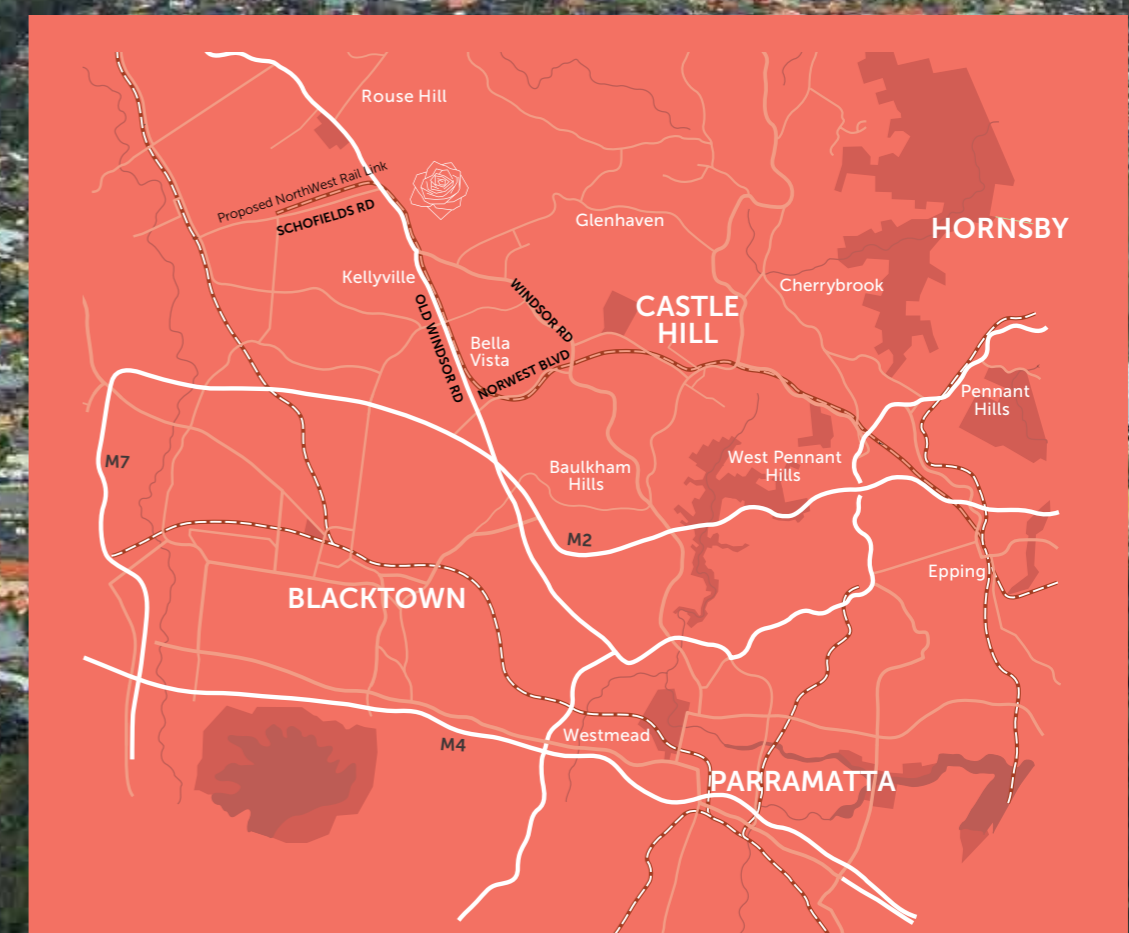 Rouse Hill
Proposed NorthWest Rail Link
SCHOFIELDS RD
Glenhaven
HORNSBY
Kellyville
Cherrybrook
OLD WINDSOR RD
WINDSOR RD
CASTLE
HILL
Bella
Vista
NORWEST BLVD
Pennant
Hills
M7
Baulkham
Hills
West Pennant
Hills
M2
Epping
BLACKTOWN
Westmead
M4
PARRAMATTA